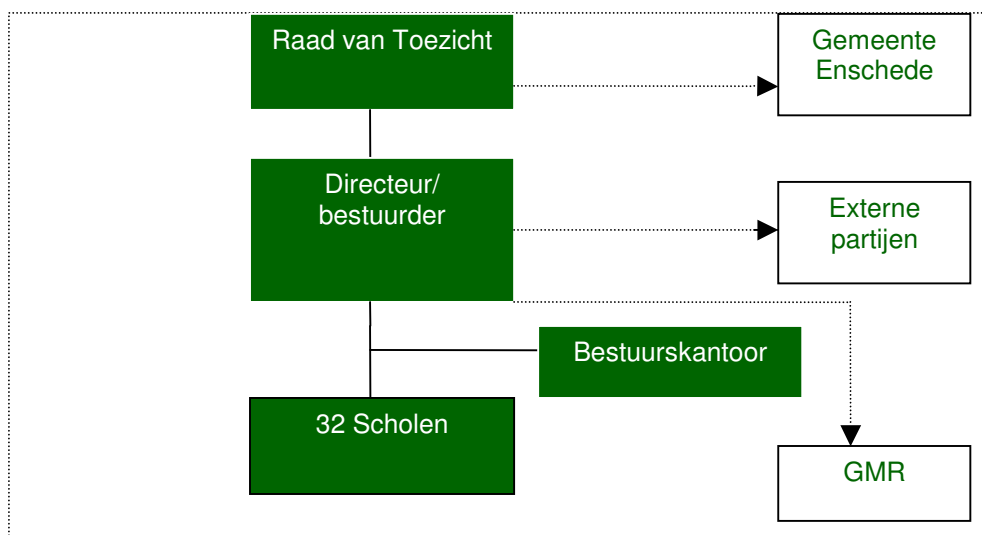 Raad van Toezicht
Gemeente
Enschede
Directeur/
bestuurder
Externe
partijen
Bestuurskantoor
32 Scholen
GMR